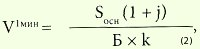 V¹мин = S осн (1 + j)
Б × k
(2),